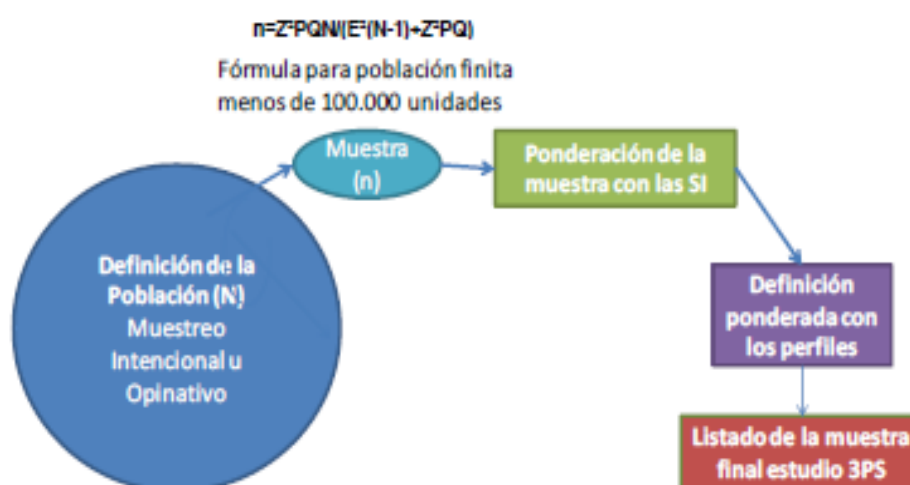 n=Z²PQN/(E²(N-1)+Z²PQ)
Fórmula para población finita
menos de 100.000 unidades
Muestra
(n)
Ponderación de la
muestra con las SI
Definición de la
Población (N)
Muestreo
Intencional u
Opinativo
Definición
ponderada con
los perfiles
Listado de la muestra
final estudio 3PS